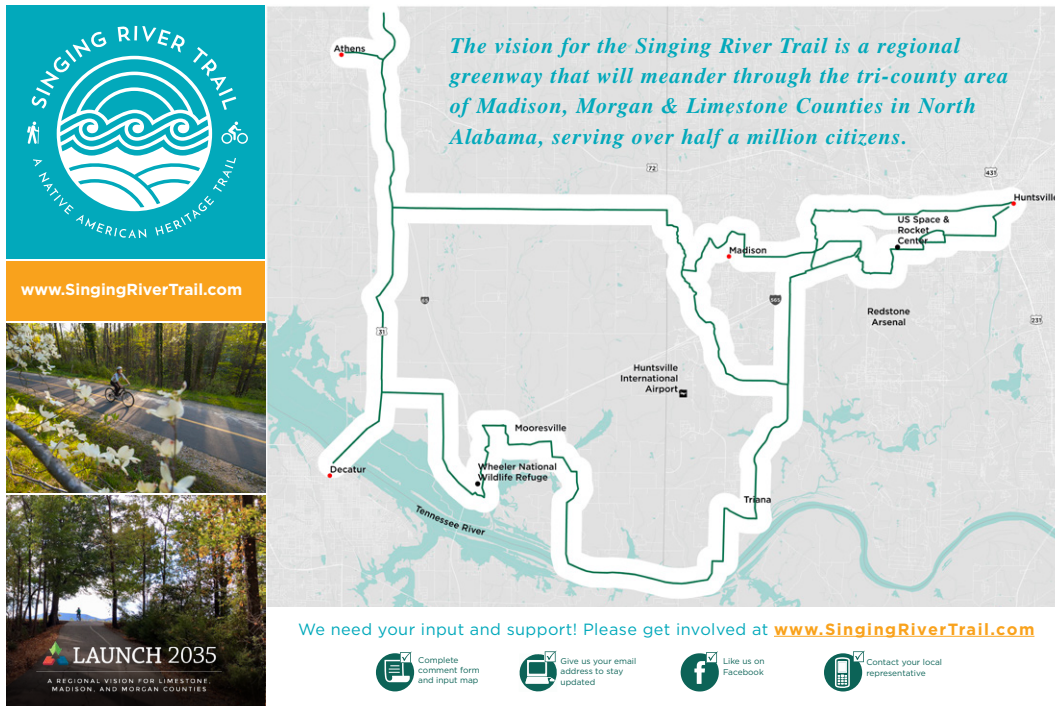 SINGING RIVER TRAIL
A NATIVE AMERICAN HERITAGE TRAIL
www.SingingRiverTrail.com
LAUNCH 2035
A REGIONAL VISION FOR LIMESTONE,
MADISON, AND MORGAN COUNTIES
The vision for the Singing River Trail is a regional
greenway that will meander through the tri-county area
of Madison, Morgan & Limestone Counties in North
Alabama, serving over half a million citizens.
Athens
72
431
Huntsville
US Space &
Rocket
Center
Madison
65
565
Redstone
Arsenal
231
31
Huntsville
International
Airport
Mooresville
Decatur
Wheeler National
Wildlife Refuge
Triana
Tennessee River
We need your input and support! Please get involved at www.SingingRiverTrail.com
Complete
comment form
and input map
Give us your email
address to stay
updated
Like us on
Facebook
Contact your local
representative